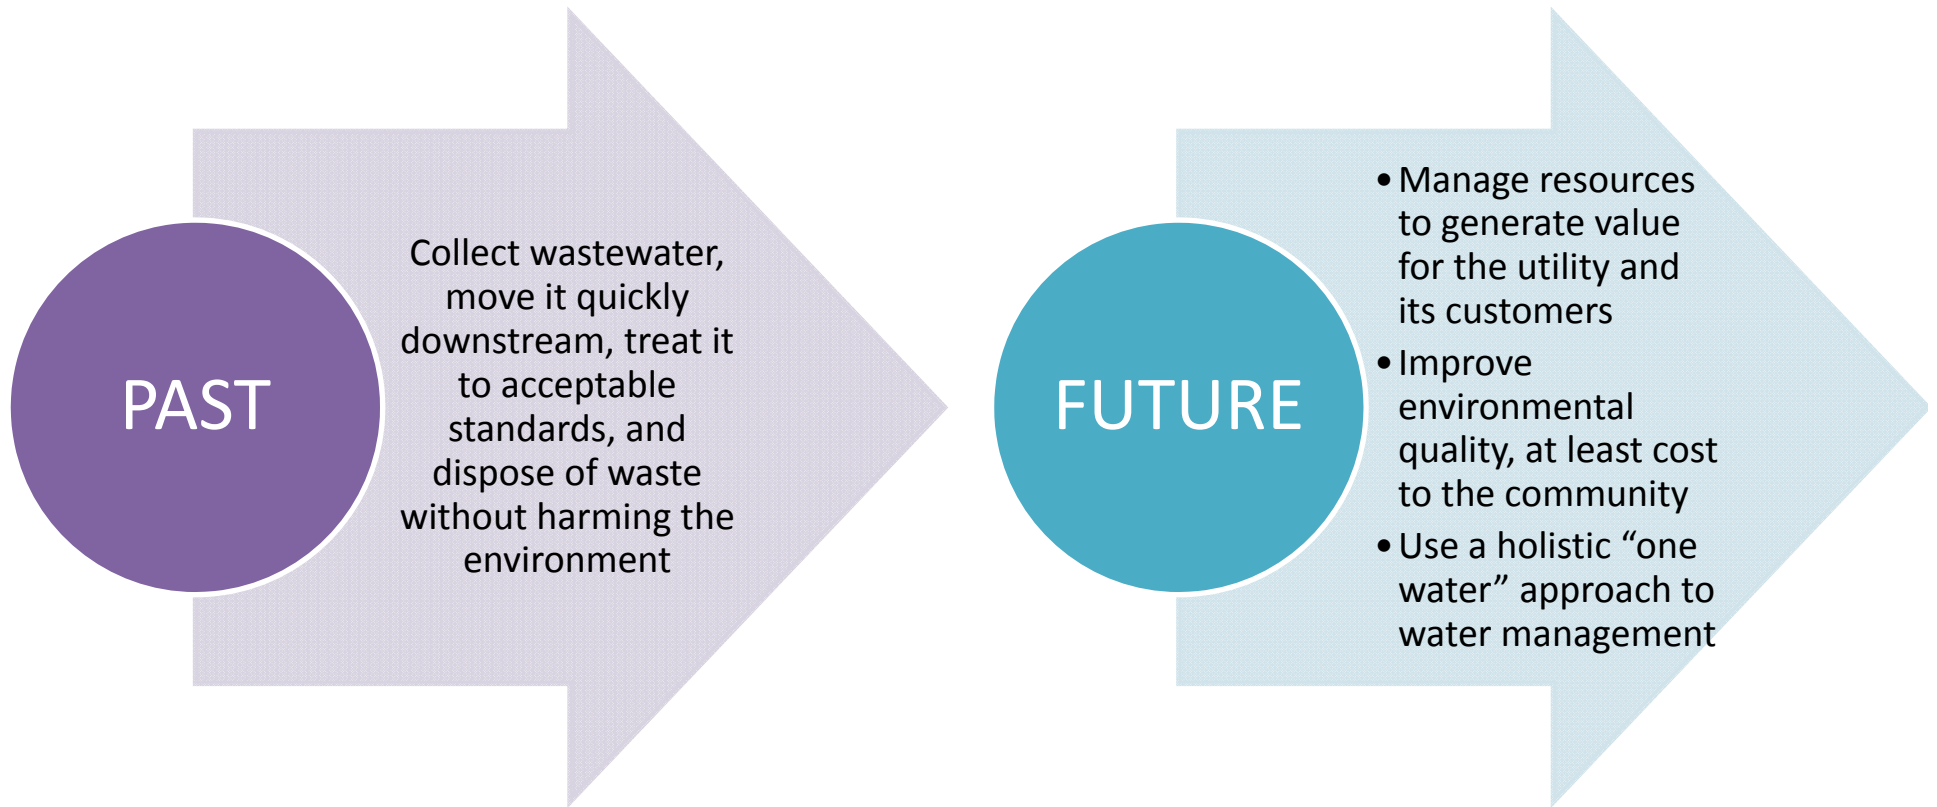 PAST
Collect wastewater,
move it quickly
downstream, treat it
to acceptable
standards, and
dispose of waste
without harming the
environment
FUTURE
•Manage resources
to generate value
for the utility and
its customers
•Improve
environmental
quality, at least cost
to the community
•Use a holistic “one
water” approach to
water management